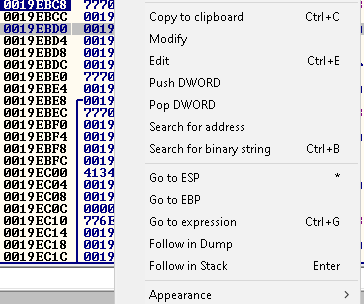 0019EBC8 7770
0019EBCC 0019
0019EBD0 0019
0019EBD4 0019
0019EBD8 0019
0019EBDC 0019
0019EBE0 7770
0019EBE4 0019
0019EBE8 0019
0019EBEC 7770
0019EBF0 0019
0019EBF4 0019
0019EBF8 0019
0019EBFC 0019
0019EC00 4134
0019EC04 0019
0019EC08 0019
0019EC0C 0000
0019EC10 776E
0019EC14 0019
0019EC18 0019
0019EC1C 0019
Copy to clipboard Ctrl+C
Modify
Edit Ctrl+E
Push DWORD
Pop DWORD
Search for address
Search for binary string Ctrl+B
Go to ESP *
Go to EBP
Go to expression Ctrl+G
Follow in Dump
Follow in Stack Enter
Appearance